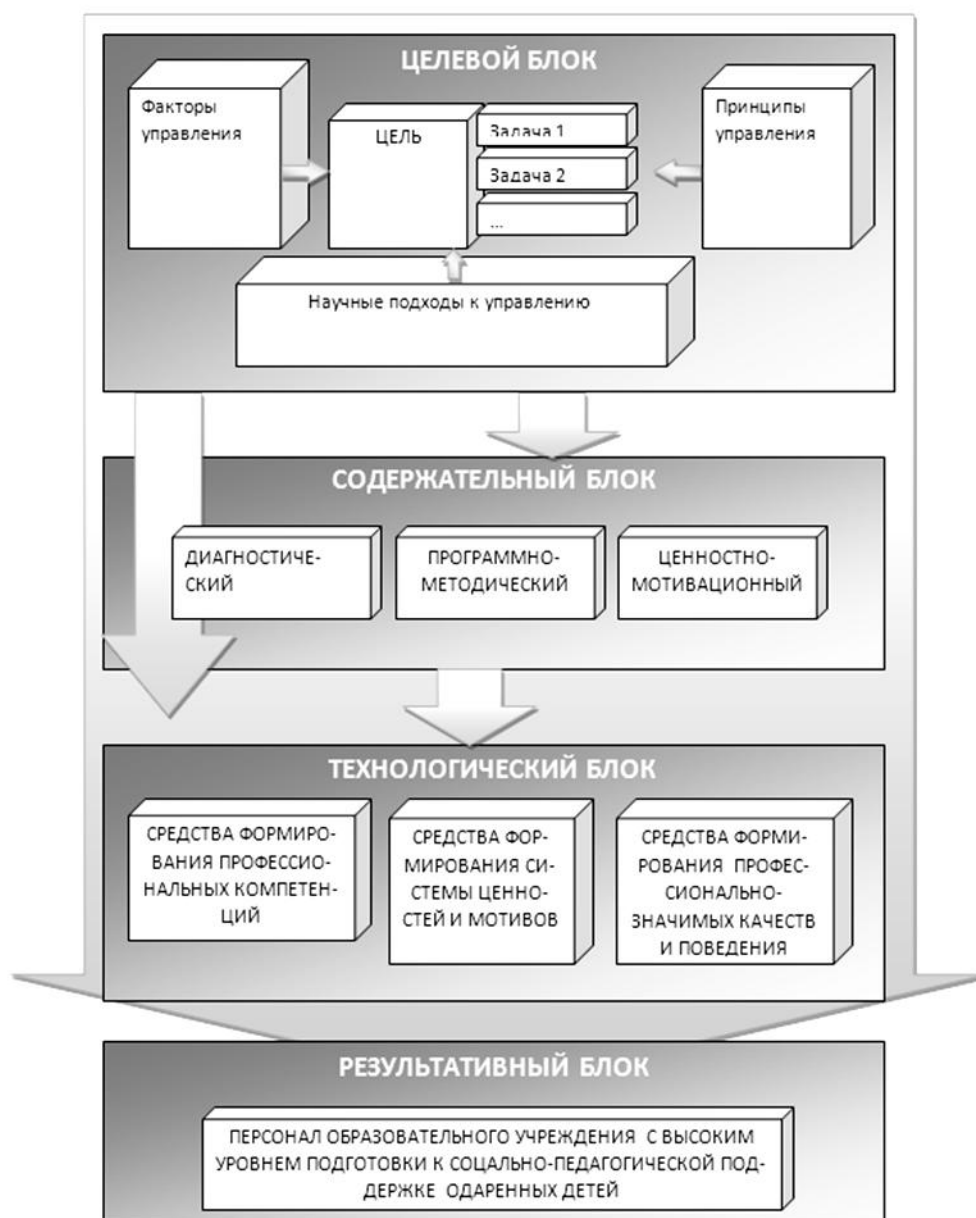 ЦЕЛЕВОЙ БЛОК
Факторы
управления
ЦЕЛЬ
Задача 1
Задача 2
...
Принципы
управления
Научные подходы к управлению
СОДЕРЖАТЕЛЬНЫЙ БЛОК
ДИАГНОСТИЧЕ-
СКИЙ
ПРОГРАММНО-
МЕТОДИЧЕСКИЙ
ЦЕННОСТНО-
МОТИВАЦИОННЫЙ
ТЕХНОЛОГИЧЕСКИЙ БЛОК
СРЕДСТВА ФОРМИРО-
ВАНИЯ ПРОФЕССИО-
НАЛЬНЫХ КОМПЕТЕН-
ЦИЙ
СРЕДСТВА ФОР-
МИРОВАНИЯ СИ-
СТЕМЫ ЦЕННО-
СТЕЙ И МОТИВОВ
СРЕДСТВА ФОРМИ-
РОВАНИЯ ПРОФЕС-
СИОНАЛЬНО-
ЗНАЧИМЫХ КАЧЕСТВ
И ПОВЕДЕНИЯ
РЕЗУЛЬТАТИВНЫЙ БЛОК
ПЕРСОНАЛ ОБРАЗОВАТЕЛЬНОГО УЧРЕЖДЕНИЯ С ВЫСОКИМ
УРОВНЕМ ПОДГОТОВКИ К СОЦАЛЬНО-ПЕДАГОГИЧЕСКОЙ ПОД-
ДЕРЖКЕ ОДАРЕННЫХ ДЕТЕЙ